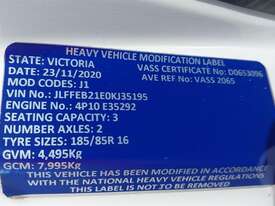 HEAVY VEHICLE MODIFICATION LABEL
STATE: VICTORIA VASS CERTIFICATE No: D0653096
DATE: 23/11/2020 AVE REF No: VASS 2065
MOD CODES: J1
VIN No.: JLFFEB21E0KJ35195
ENGINE No.: 4P10 E35292
SEATING CAPACITY: 3
NUMBER AXLES: 2
TYRE SIZES: 185/85R 16
GVM: 4,495Kg
GCM: 7,995Kg
THIS VEHICLE HAS BEEN MODIFIED IN ACCORDANCE
WITH THE NATIONAL HEAVY VEHICLE REGULATIONS
THIS LABEL IS NOT TO BE